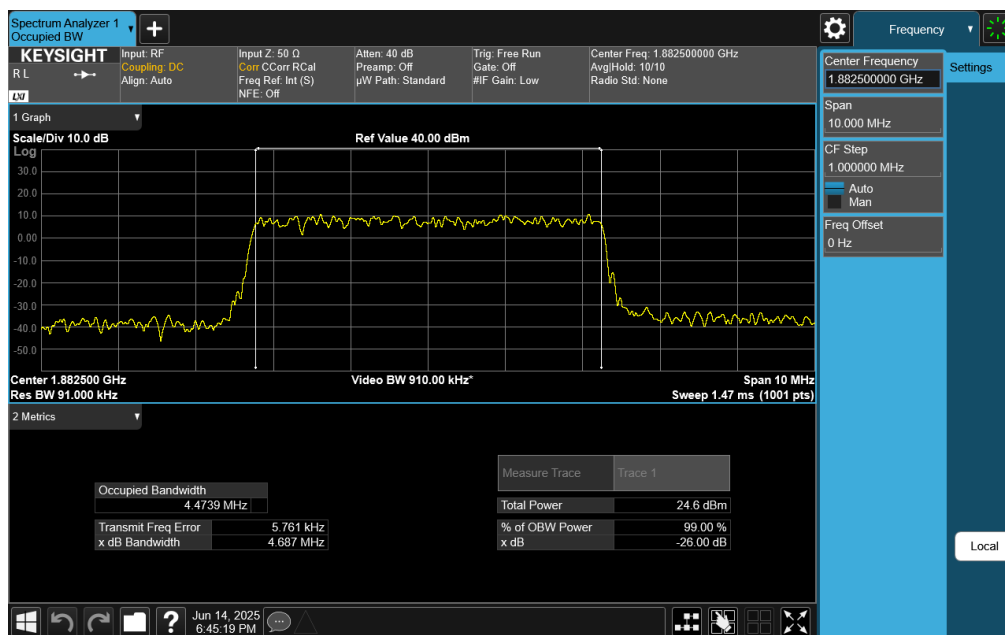 Spectrum Analyzer 1
Occupied BW
Frequency
KEYSIGHT
R L
LXI
Input: RF
Coupling: DC
Align: Auto
Input Z: 50 Ω
Corr CCorr RCal
Freq Ref: Int (S)
NFE: Off
Atten: 40 dB
Preamp: Off
µW Path: Standard
Trig: Free Run
Gate: Off
#IF Gain: Low
Center Freq: 1.882500000 GHz
Avg|Hold: 10/10
Radio Std: None
Center Frequency
1.882500000 GHz
Settings
Span
10.000 MHz
CF Step
1.000000 MHz
Auto
Man
Freq Offset
0 Hz
Local
1 Graph
Scale/Div 10.0 dB
Ref Value 40.00 dBm
Log
30.0
20.0
10.0
0.00
-10.0
-20.0
-30.0
-40.0
-50.0
Center 1.882500 GHz
Video BW 910.00 kHz*
Span 10 MHz
Res BW 91.000 kHz
Sweep 1.47 ms (1001 pts)
2 Metrics
Measure Trace
Trace 1
Occupied Bandwidth
4.4739 MHz
Total Power
24.6 dBm
Transmit Freq Error
5.761 kHz
% of OBW Power
99.00 %
x dB Bandwidth
4.687 MHz
x dB
-26.00 dB
?
Jun 14, 2025
6:45:19 PM